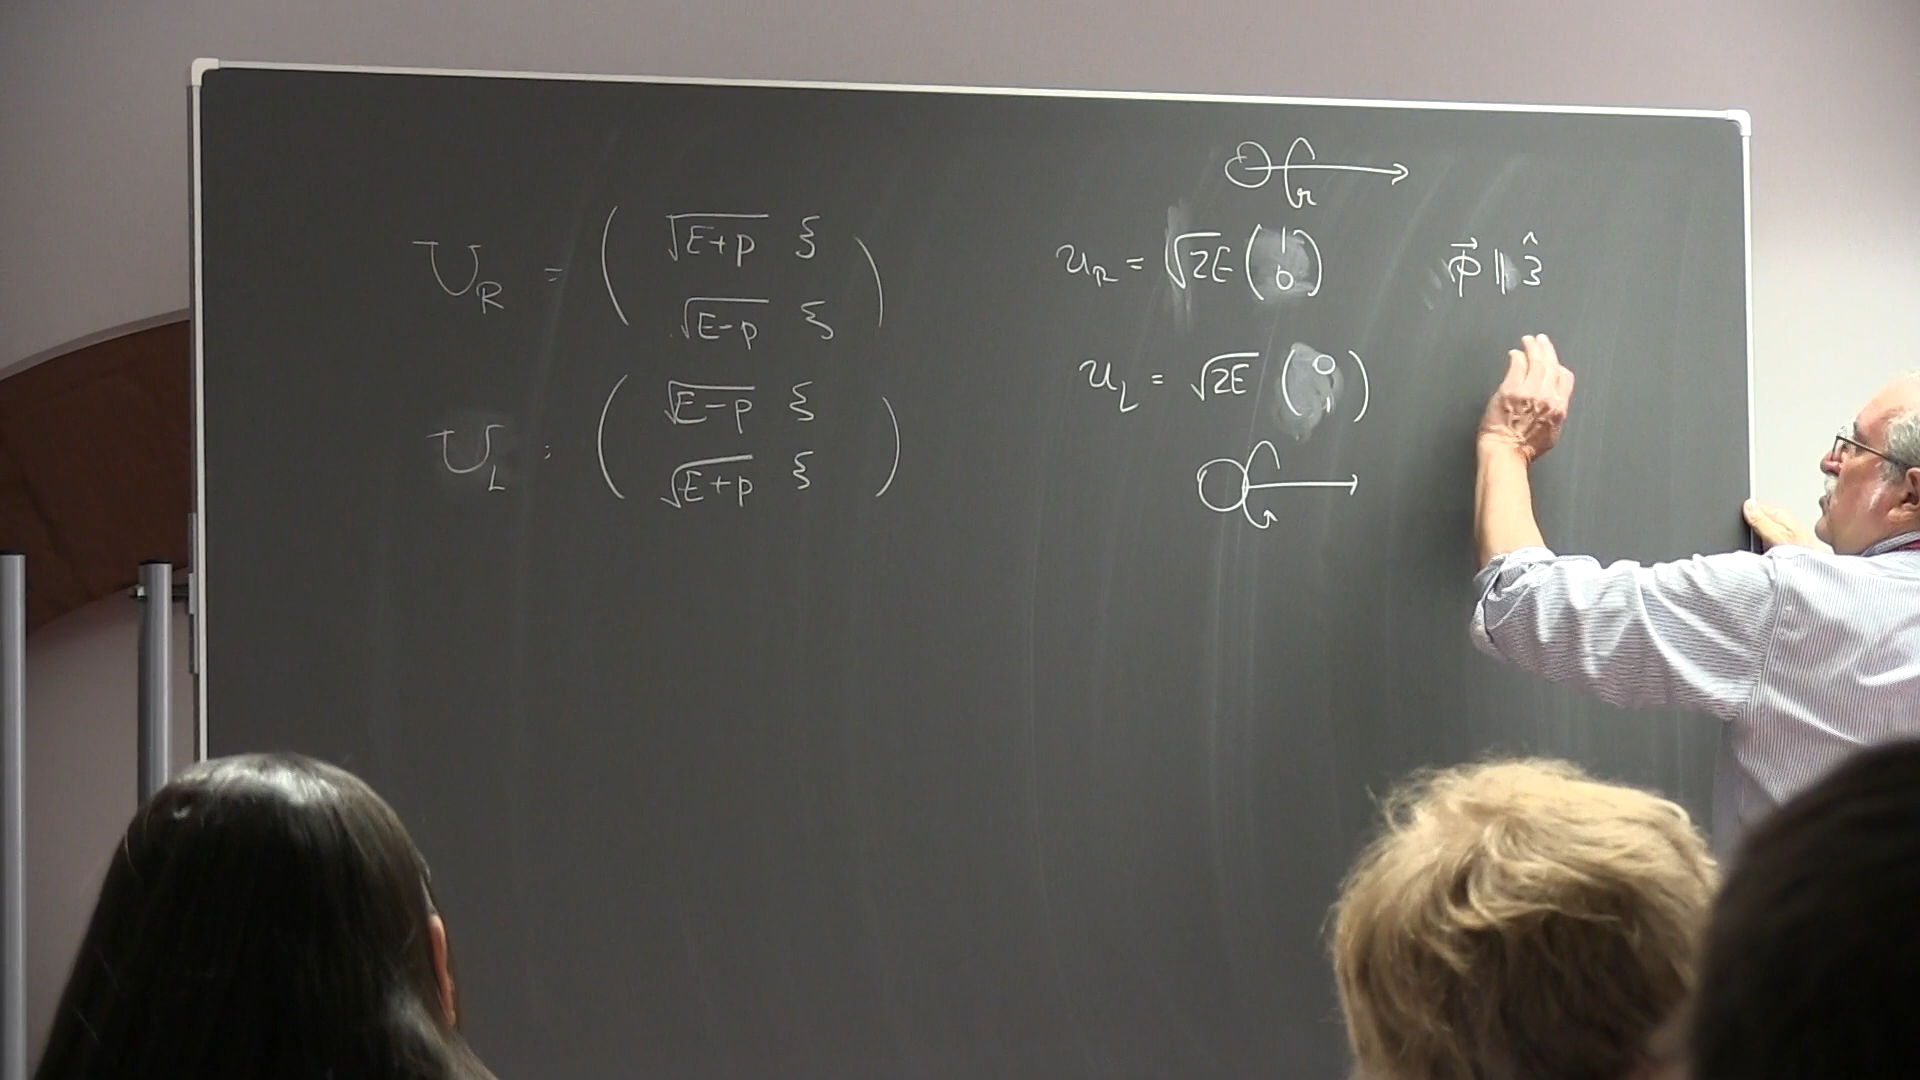 U_R = ( √E+p ξ
√E-p ξ )
U_L : ( √E-p ξ
√E+p ξ )
u_R = √2E ( 1 0 ) p⃗ ∥ 3̂
u_L = √2E ( 0 1 )